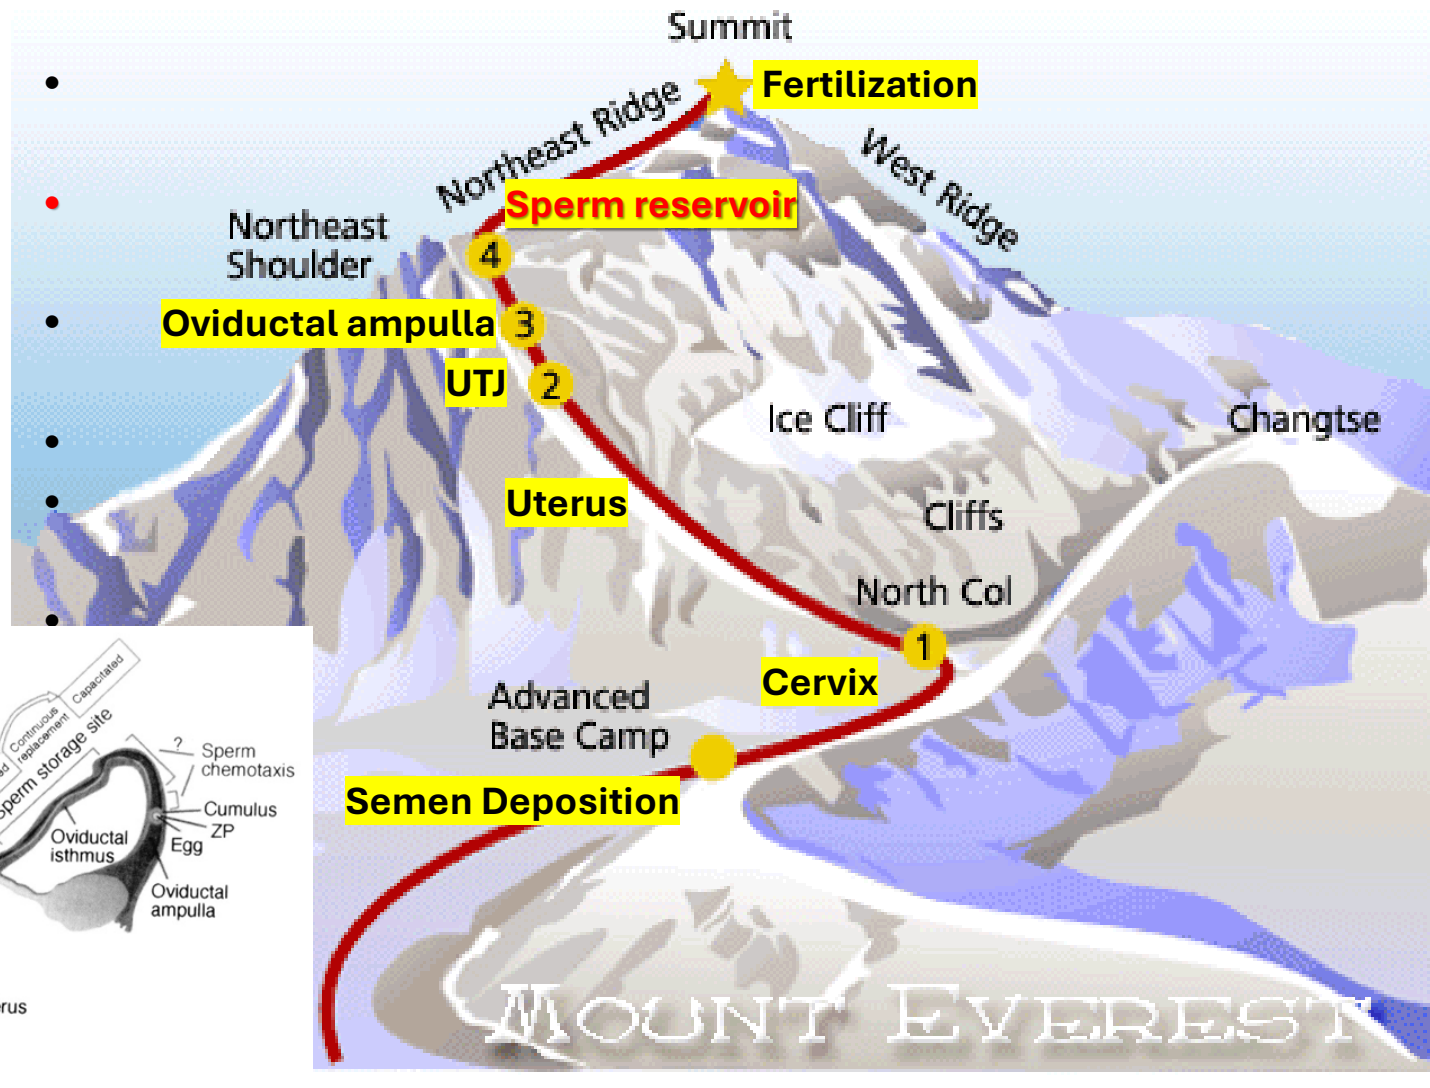 Summit
Fertilization
Northeast Ridge
West Ridge
Sperm reservoir
Northeast
Shoulder
4
Oviductal ampulla
3
UTJ
2
Ice Cliff
Changtse
Uterus
Cliffs
North Col
1
Cervix
Advanced
Base Camp
Semen Deposition
Capacitated
Continuous
replacement
Sperm storage site
?
Sperm
chemotaxis
Cumulus
ZP
Egg
Oviductal
isthmus
Oviductal
ampulla
MOUNT EVEREST